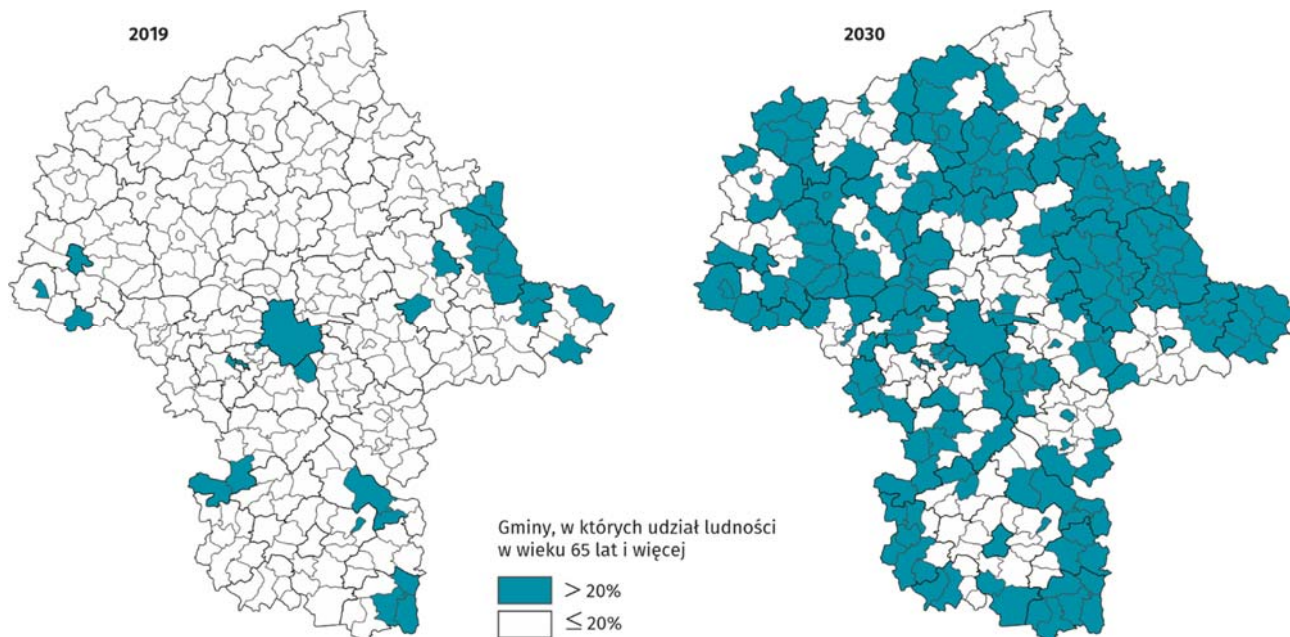 2019
2030
Gminy, w których udział ludności
w wieku 65 lat i więcej
> 20%
≤ 20%